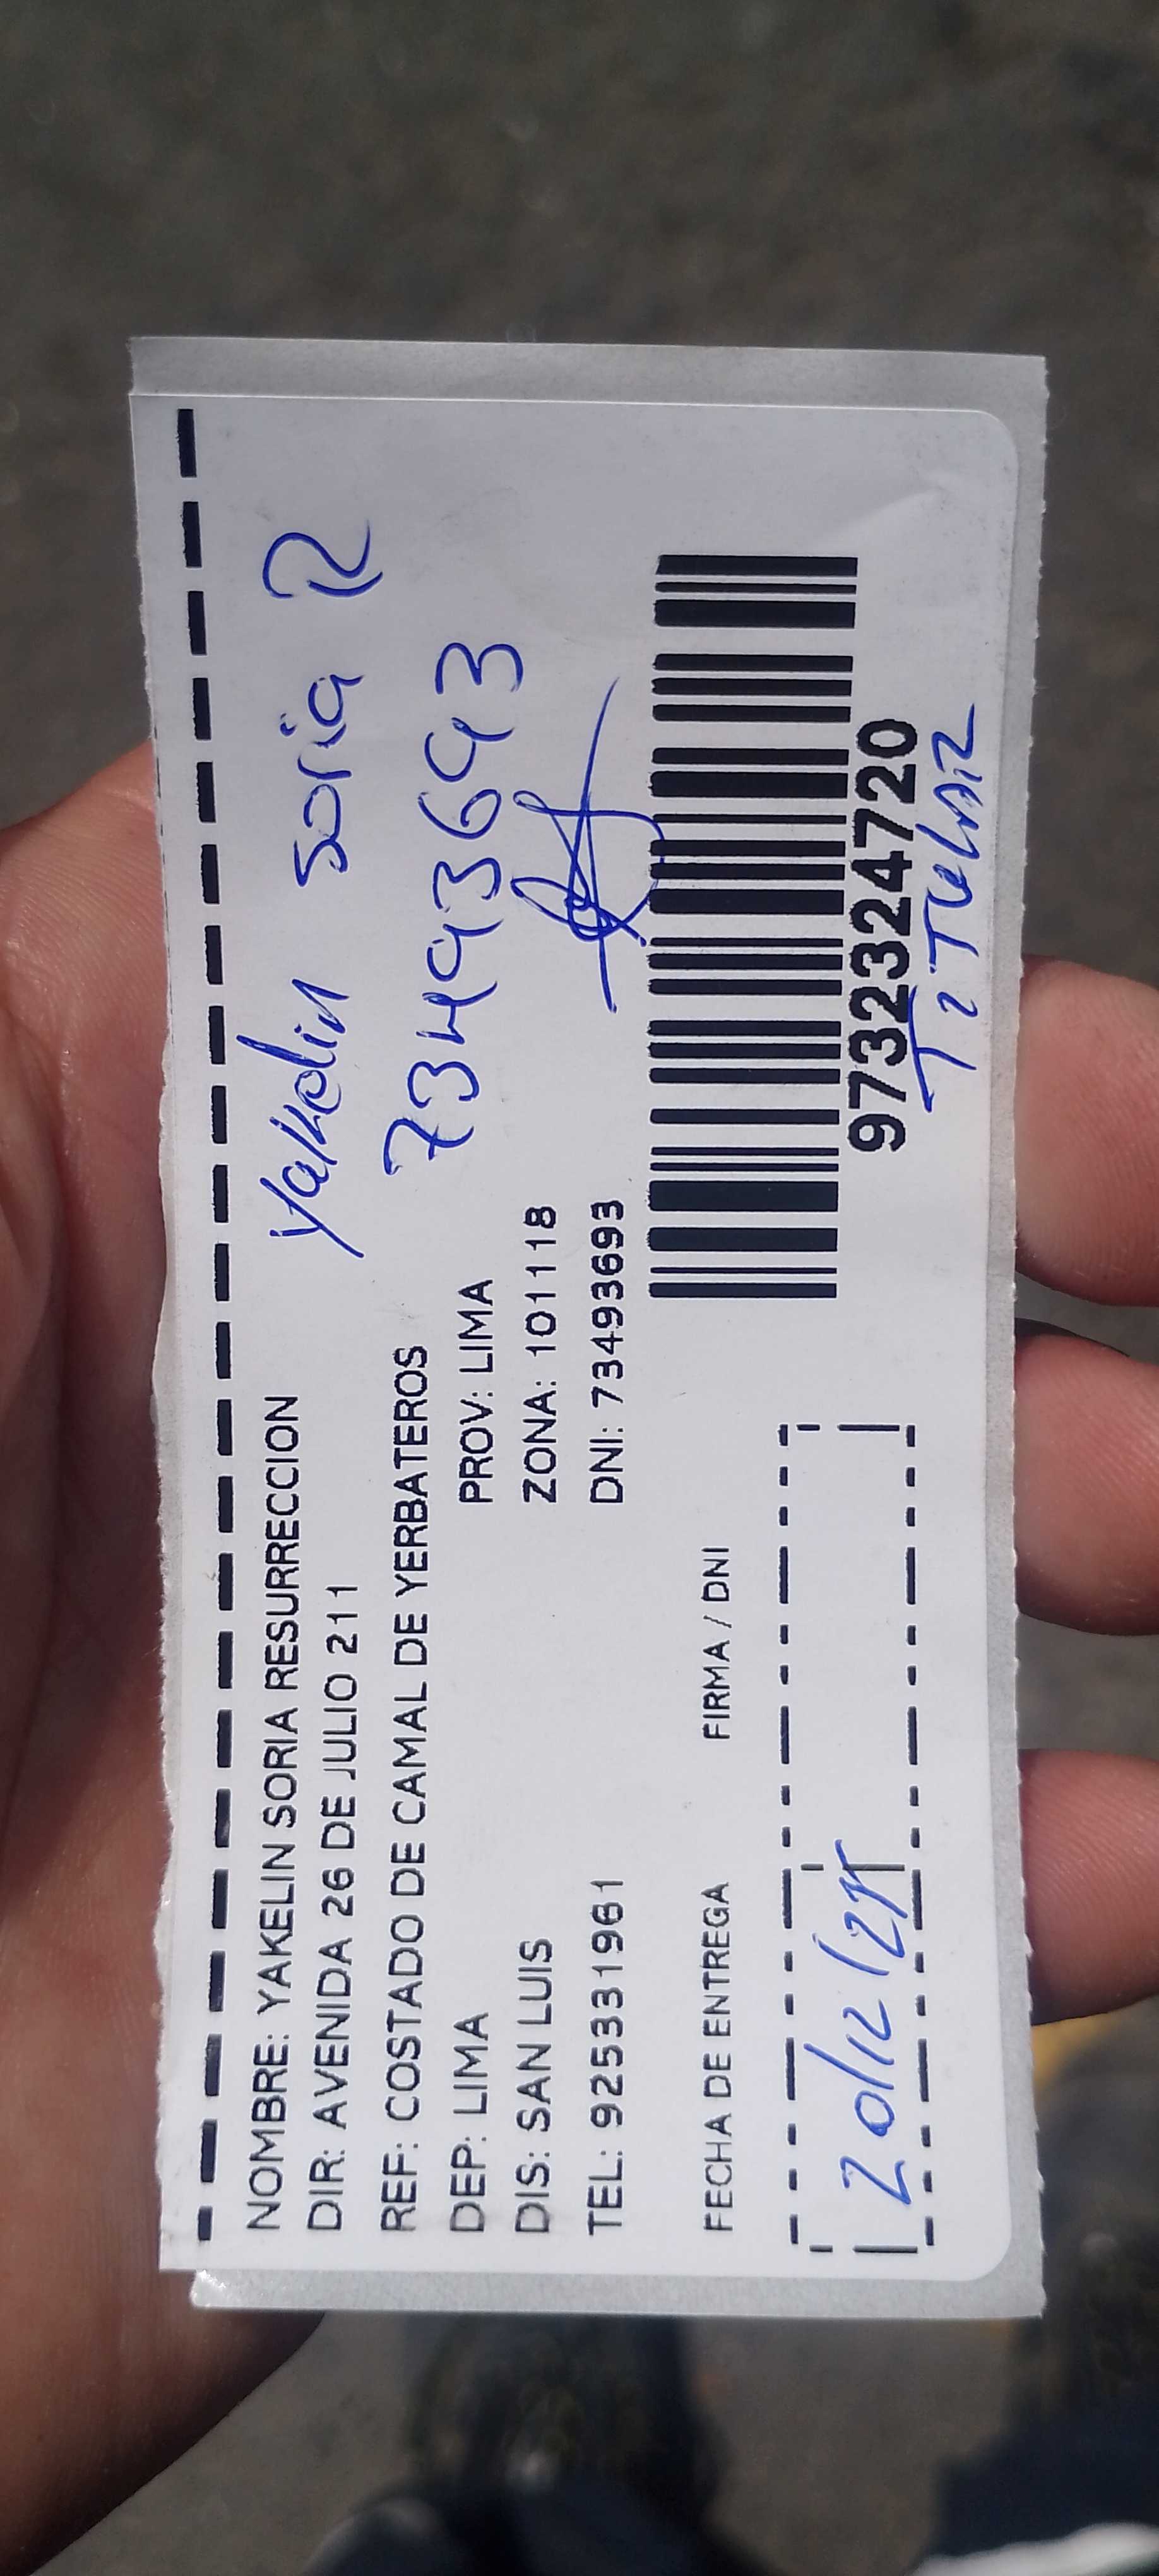 NOMBRE: YAKELIN SORIA RESURRECCION
DIR: AVENIDA 26 DE JULIO 211
REF: COSTADO DE CAMAL DE YERBATEROS
DEP: LIMA PROV: LIMA
DIS: SAN LUIS ZONA: 101118
TEL: 925331961 DNI: 73493693
Yakelin soria R
73493693
FECHA DE ENTREGA FIRMA / DNI
9732324720
TITULAR